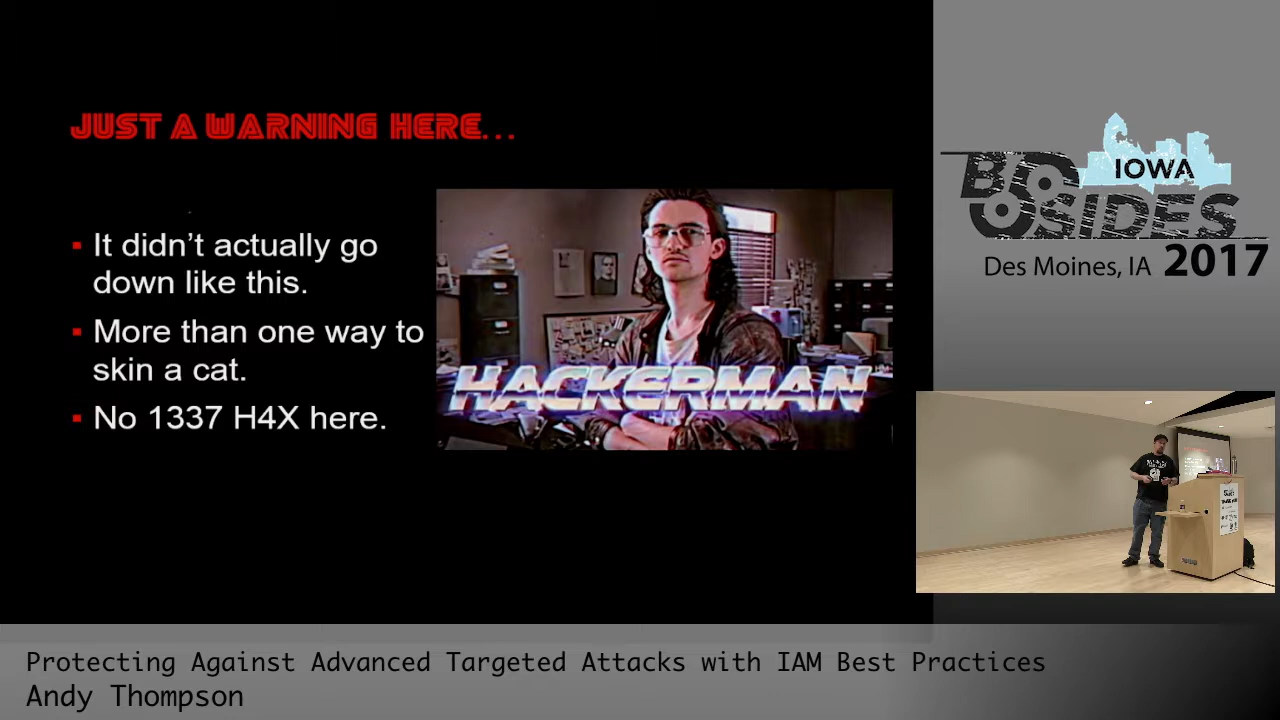 JUST A WARNING HERE...
▪ It didn't actually go
down like this.
▪ More than one way to
skin a cat.
▪ No 1337 H4X here.
HACKERMAN
IOWA
BSIDES
Des Moines, IA 2017
Protecting Against Advanced Targeted Attacks with IAM Best Practices
Andy Thompson